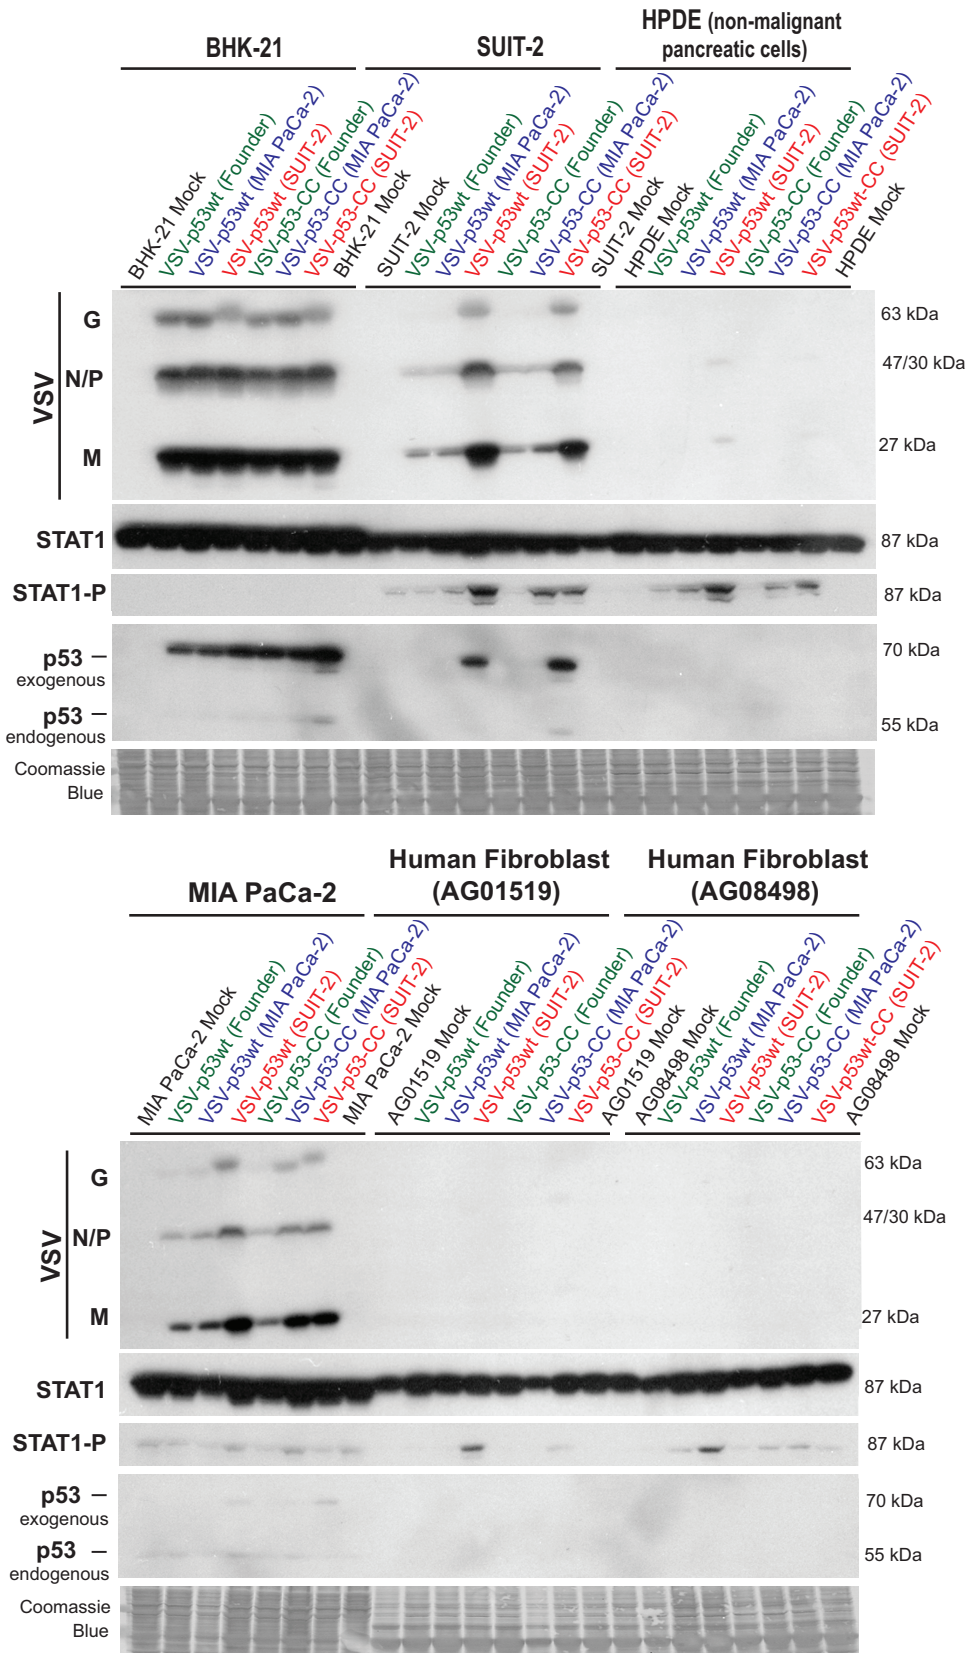 BHK-21
SUIT-2
HPDE (non-malignant
pancreatic cells)
BHK-21 Mock
VSV-p53wt (Founder)
VSV-p53wt (MIA PaCa-2)
VSV-p53wt (SUIT-2)
VSV-p53-CC (Founder)
VSV-p53-CC (MIA PaCa-2)
VSV-p53-CC (SUIT-2)
BHK-21 Mock
SUIT-2 Mock
VSV-p53wt (Founder)
VSV-p53wt (MIA PaCa-2)
VSV-p53wt (SUIT-2)
VSV-p53-CC (Founder)
VSV-p53-CC (MIA PaCa-2)
VSV-p53-CC (SUIT-2)
SUIT-2 Mock
HPDE Mock
VSV-p53wt (Founder)
VSV-p53wt (MIA PaCa-2)
VSV-p53wt (SUIT-2)
VSV-p53-CC (Founder)
VSV-p53-CC (MIA PaCa-2)
VSV-p53wt-CC (SUIT-2)
HPDE Mock
VSV
G
63 kDa
N/P
47/30 kDa
M
27 kDa
STAT1
87 kDa
STAT1-P
87 kDa
p53
exogenous
70 kDa
p53
endogenous
55 kDa
Coomassie
Blue
MIA PaCa-2
Human Fibroblast
(AG01519)
Human Fibroblast
(AG08498)
MIA PaCa-2 Mock
VSV-p53wt (Founder)
VSV-p53wt (MIA PaCa-2)
VSV-p53wt (SUIT-2)
VSV-p53-CC (Founder)
VSV-p53-CC (MIA PaCa-2)
VSV-p53-CC (SUIT-2)
MIA PaCa-2 Mock
AG01519 Mock
VSV-p53wt (Founder)
VSV-p53wt (MIA PaCa-2)
VSV-p53wt (SUIT-2)
VSV-p53-CC (Founder)
VSV-p53-CC (MIA PaCa-2)
VSV-p53-CC (SUIT-2)
AG01519 Mock
AG08498 Mock
VSV-p53wt (Founder)
VSV-p53wt (MIA PaCa-2)
VSV-p53wt (SUIT-2)
VSV-p53-CC (Founder)
VSV-p53-CC (MIA PaCa-2)
VSV-p53wt-CC (SUIT-2)
AG08498 Mock
VSV
G
63 kDa
N/P
47/30 kDa
M
27 kDa
STAT1
87 kDa
STAT1-P
87 kDa
p53
exogenous
70 kDa
p53
endogenous
55 kDa
Coomassie
Blue